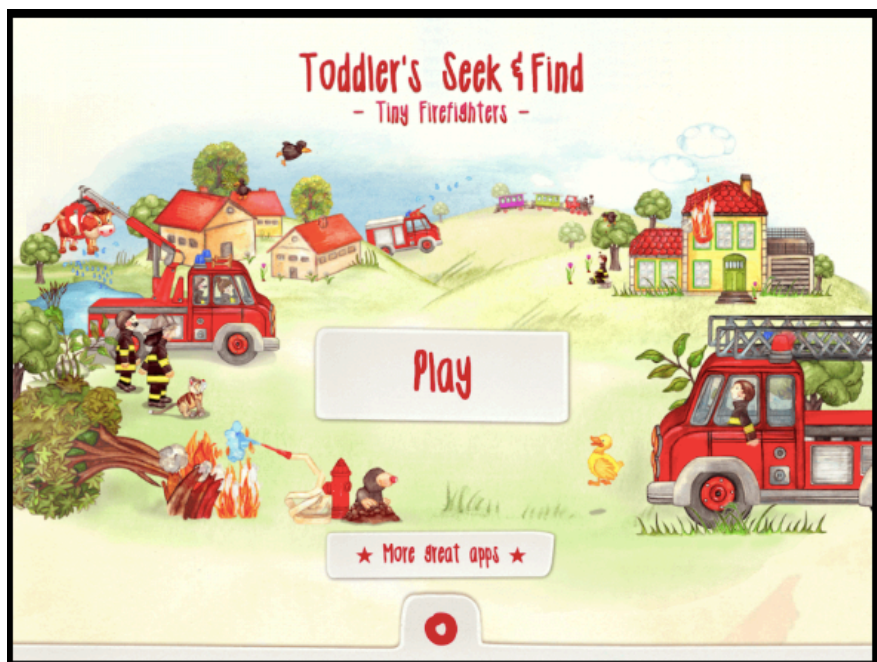 Toddler's Seek & Find
- Tiny Firefighters -
Play
★ More great apps ★